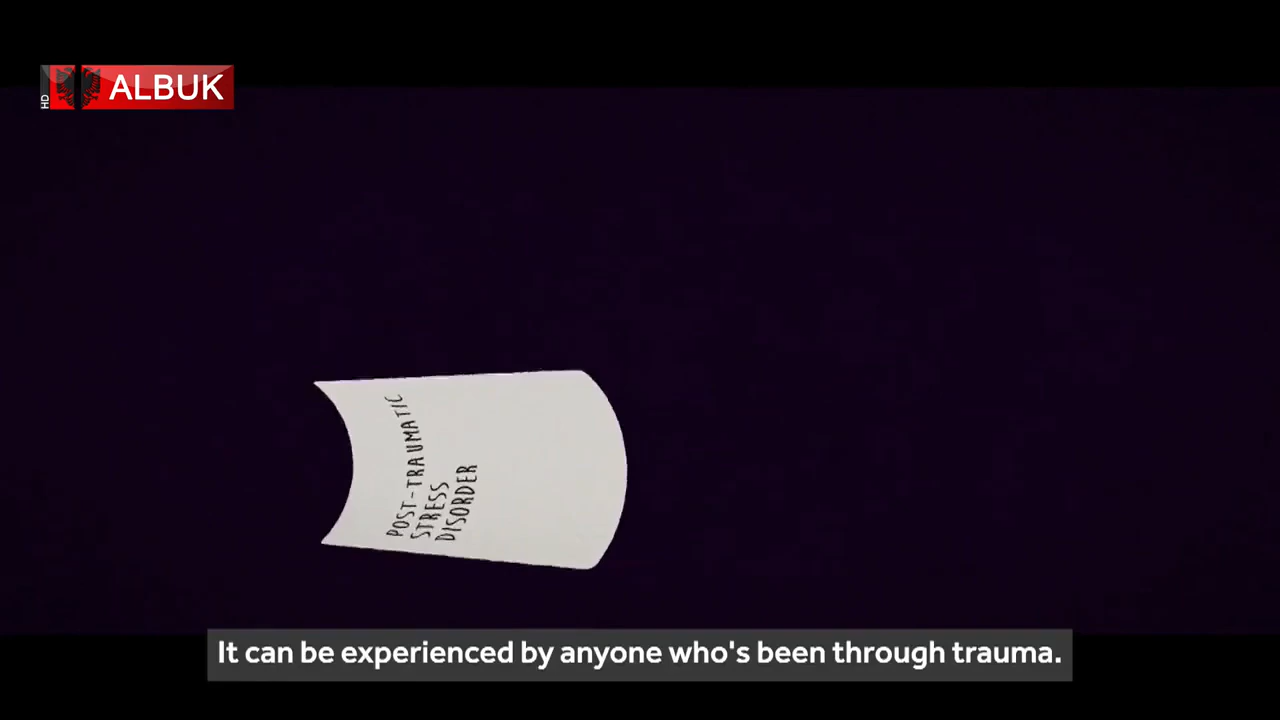 HD
ALBUK
POST-TRAUMATIC
STRESS
DISORDER
It can be experienced by anyone who's been through trauma.